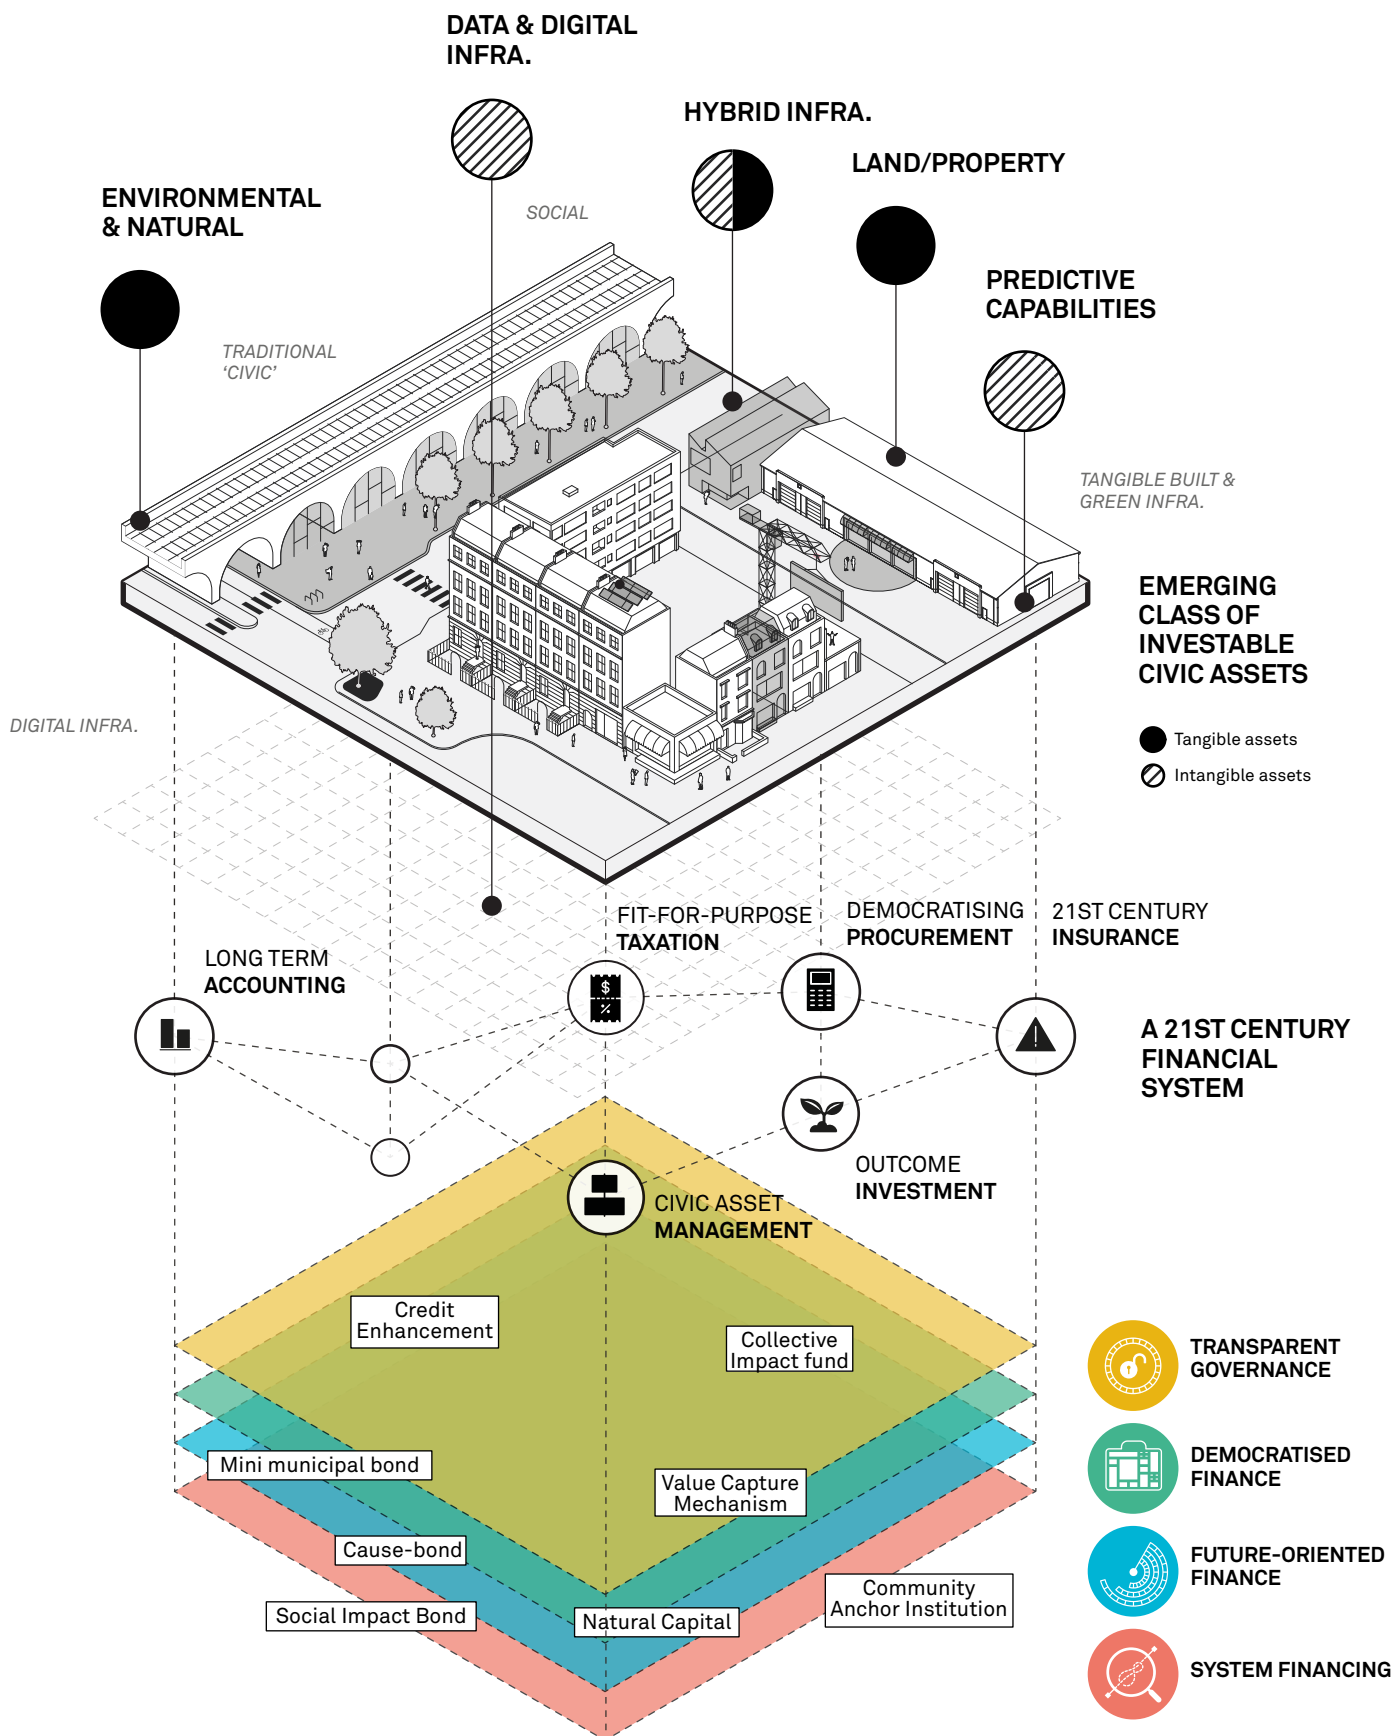 DATA & DIGITAL
INFRA.
HYBRID INFRA.
LAND/PROPERTY
ENVIRONMENTAL
& NATURAL
SOCIAL
PREDICTIVE
CAPABILITIES
TRADITIONAL
‘CIVIC’
TANGIBLE BUILT &
GREEN INFRA.
EMERGING
CLASS OF
INVESTABLE
CIVIC ASSETS
DIGITAL INFRA.
Tangible assets
Intangible assets
FIT-FOR-PURPOSE
TAXATION
DEMOCRATISING
PROCUREMENT
21ST CENTURY
INSURANCE
LONG TERM
ACCOUNTING
$
%
A 21ST CENTURY
FINANCIAL
SYSTEM
OUTCOME
INVESTMENT
CIVIC ASSET
MANAGEMENT
Credit
Enhancement
Collective
Impact fund
TRANSPARENT
GOVERNANCE
Mini municipal bond
Value Capture
Mechanism
DEMOCRATISED
FINANCE
Cause-bond
FUTURE-ORIENTED
FINANCE
Social Impact Bond
Natural Capital
Community
Anchor Institution
SYSTEM FINANCING